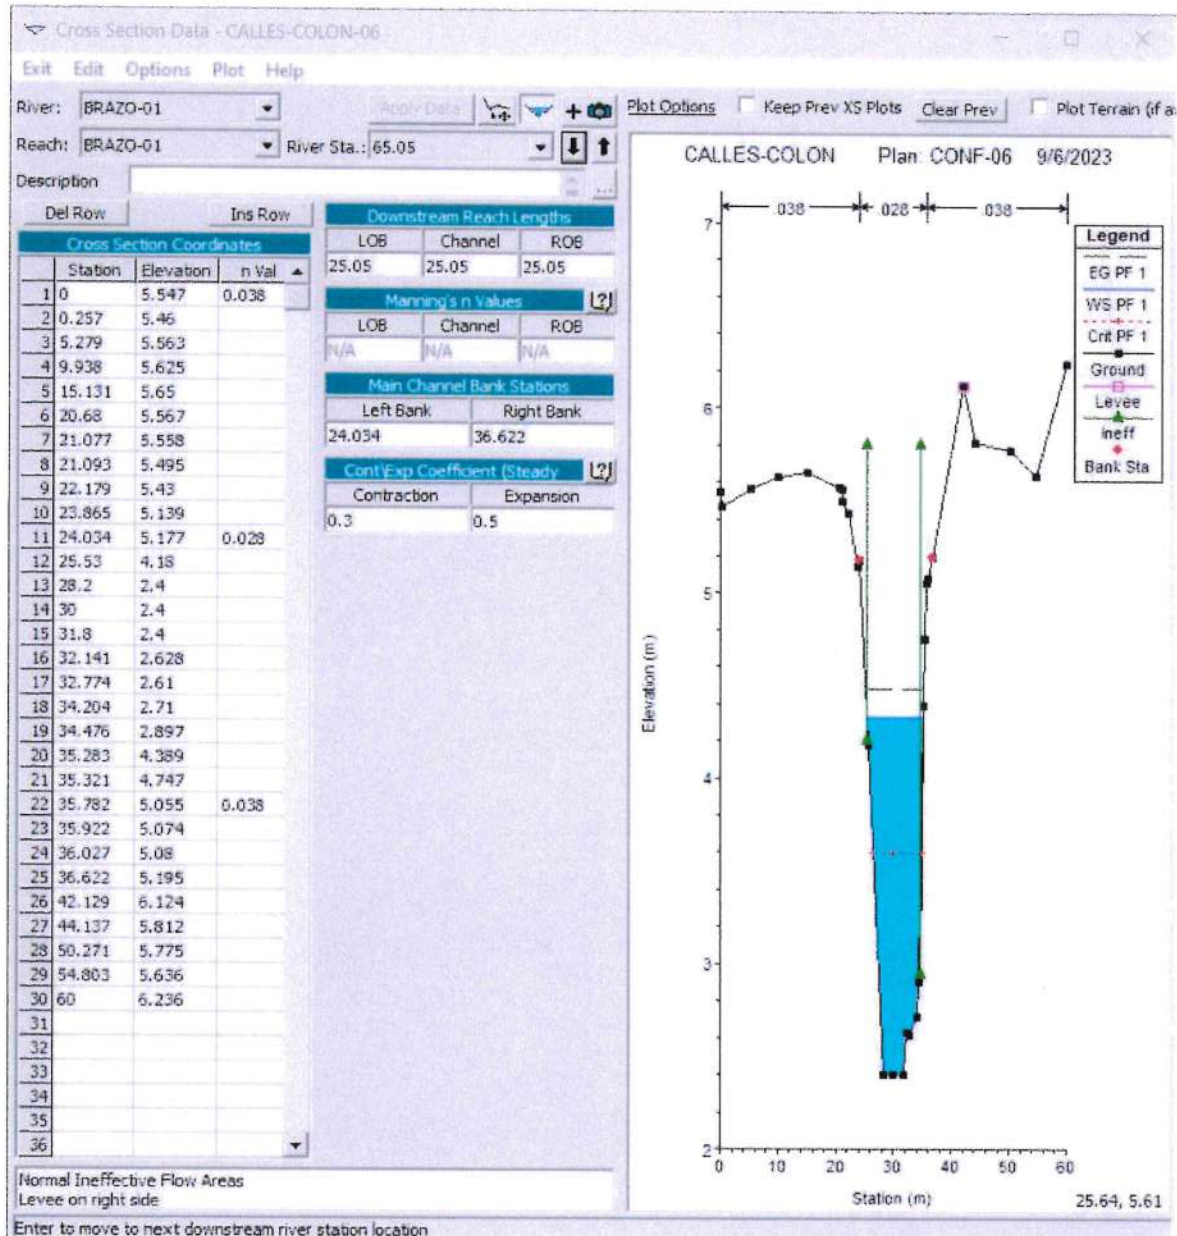 Cross Section Data - CALLES-COLON-06
Exit Edit Options Plot Help
River: BRAZO-01 Apply Data + Plot Options Keep Prev XS Plots Clear Prev Plot Terrain (if a
Reach: BRAZO-01 River Sta.: 65.05
Description ...
Del Row Ins Row
Cross Section Coordinates
Station Elevation n Val
1 0 5.547 0.038
2 0.257 5.46
3 5.279 5.563
4 9.938 5.625
5 15.131 5.65
6 20.68 5.567
7 21.077 5.558
8 21.093 5.495
9 22.179 5.43
10 23.865 5.139
11 24.034 5.177 0.028
12 25.53 4.18
13 28.2 2.4
14 30 2.4
15 31.8 2.4
16 32.141 2.628
17 32.774 2.61
18 34.204 2.71
19 34.476 2.897
20 35.283 4.389
21 35.321 4.747
22 35.782 5.055 0.038
23 35.922 5.074
24 36.027 5.08
25 36.622 5.195
26 42.129 6.124
27 44.137 5.812
28 50.271 5.775
29 54.803 5.636
30 60 6.236
31
32
33
34
35
36
Downstream Reach Lengths
LOB Channel ROB
25.05 25.05 25.05
Manning's n Values
LOB Channel ROB
N/A N/A N/A
Main Channel Bank Stations
Left Bank Right Bank
24.034 36.622
Cont\Exp Coefficient (Steady
Contraction Expansion
0.3 0.5
CALLES-COLON Plan: CONF-06 9/6/2023
.038 .028 .038
7
6
5
4
3
2
Elevation (m)
0 10 20 30 40 50 60
Station (m)
25.64, 5.61
Legend
EG PF 1
WS PF 1
Crit PF 1
Ground
Levee
Ineff
Bank Sta
Normal Ineffective Flow Areas
Levee on right side
Enter to move to next downstream river station location